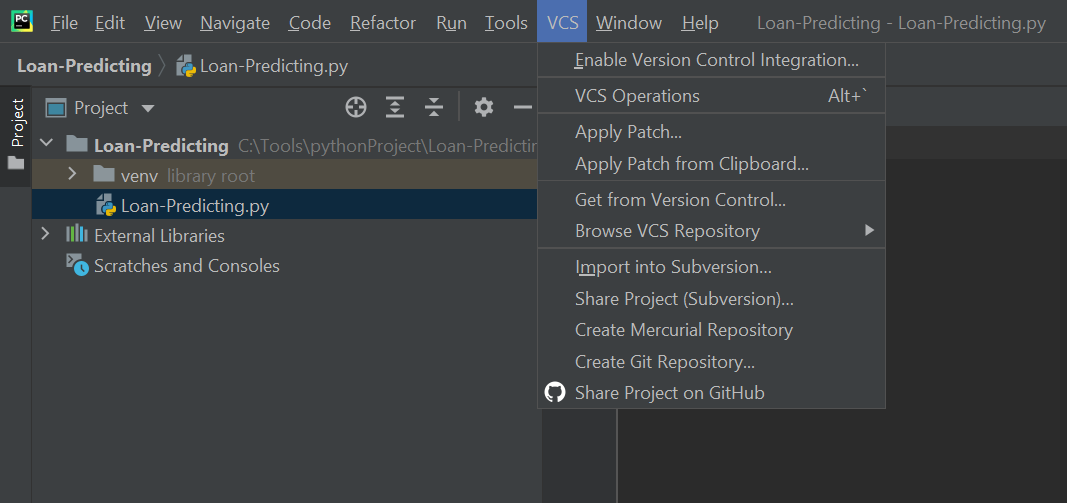 PC File Edit View Navigate Code Refactor Run Tools VCS Window Help Loan-Predicting - Loan-Predicting.py
Loan-Predicting Loan-Predicting.py
Project
Project
Loan-Predicting C:\Tools\pythonProject\Loan-Predictin
venv library root
Loan-Predicting.py
External Libraries
Scratches and Consoles
Enable Version Control Integration...
VCS Operations Alt+`
Apply Patch...
Apply Patch from Clipboard...
Get from Version Control...
Browse VCS Repository
Import into Subversion...
Share Project (Subversion)...
Create Mercurial Repository
Create Git Repository...
Share Project on GitHub